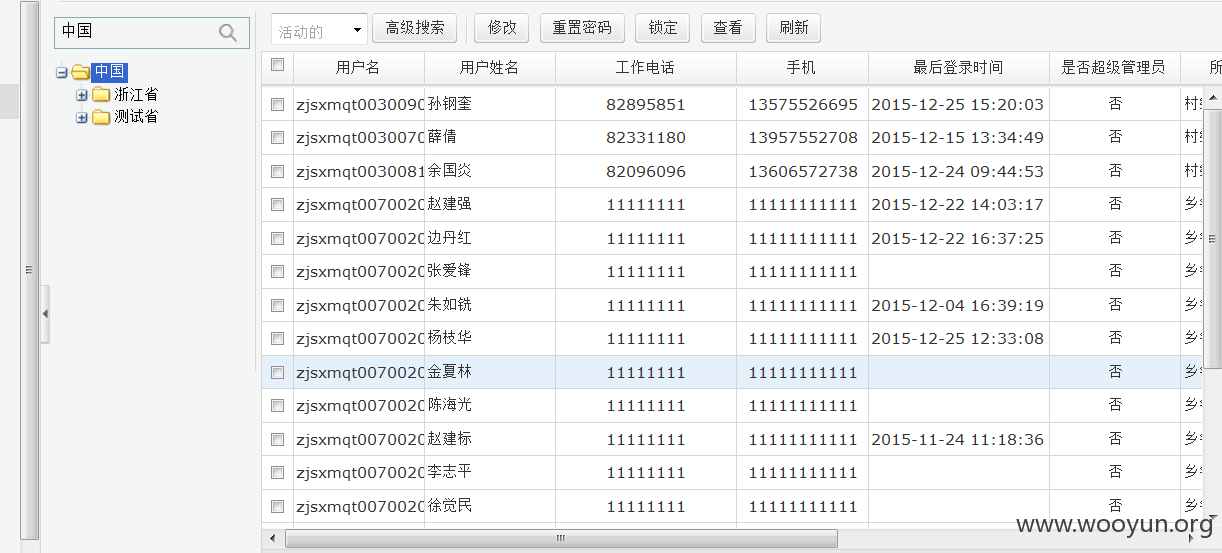 中国
活动的 高级搜索 修改 重置密码 锁定 查看 刷新
中国
浙江省
测试省
用户名 用户姓名 工作电话 手机 最后登录时间 是否超级管理员 所
zjsxmqt0030090 孙钢奎 82895851 13575526695 2015-12-25 15:20:03 否 村
zjsxmqt0030070 薛倩 82331180 13957552708 2015-12-15 13:34:49 否 村
zjsxmqt0030081 余国炎 82096096 13606572738 2015-12-24 09:44:53 否 村
zjsxmqt0070020 赵建强 11111111 11111111111 2015-12-22 14:03:17 否 乡
zjsxmqt0070020 边丹红 11111111 11111111111 2015-12-22 16:37:25 否 乡
zjsxmqt0070020 张爱锋 11111111 11111111111 否 乡
zjsxmqt0070020 朱如铣 11111111 11111111111 2015-12-04 16:39:19 否 乡
zjsxmqt0070020 杨枝华 11111111 11111111111 2015-12-25 12:33:08 否 乡
zjsxmqt0070020 金夏林 11111111 11111111111 否 乡
zjsxmqt0070020 陈海光 11111111 11111111111 否 乡
zjsxmqt0070020 赵建标 11111111 11111111111 2015-11-24 11:18:36 否 乡
zjsxmqt0070020 李志平 11111111 11111111111 否 乡
zjsxmqt0070020 徐觉民 11111111 11111111111 否 乡
www.wooyun.org